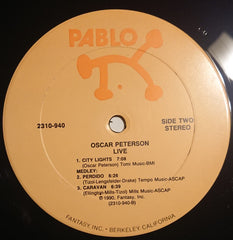 PABLO
2310-940
SIDE TWO
STEREO
OSCAR PETERSON
LIVE
1. CITY LIGHTS 7:08
(Oscar Peterson) Tomi Music-BMI
MEDLEY:
2. PERDIDO 6:26
(Tizol-Lengsfelder-Drake) Tempo Music-ASCAP
3. CARAVAN 6:39
(Ellington-Mills-Tizol) Mills Music-ASCAP
℗1990, Fantasy, Inc.
(2310-940-B)
FANTASY, INC. • BERKELEY, CALIFORNIA